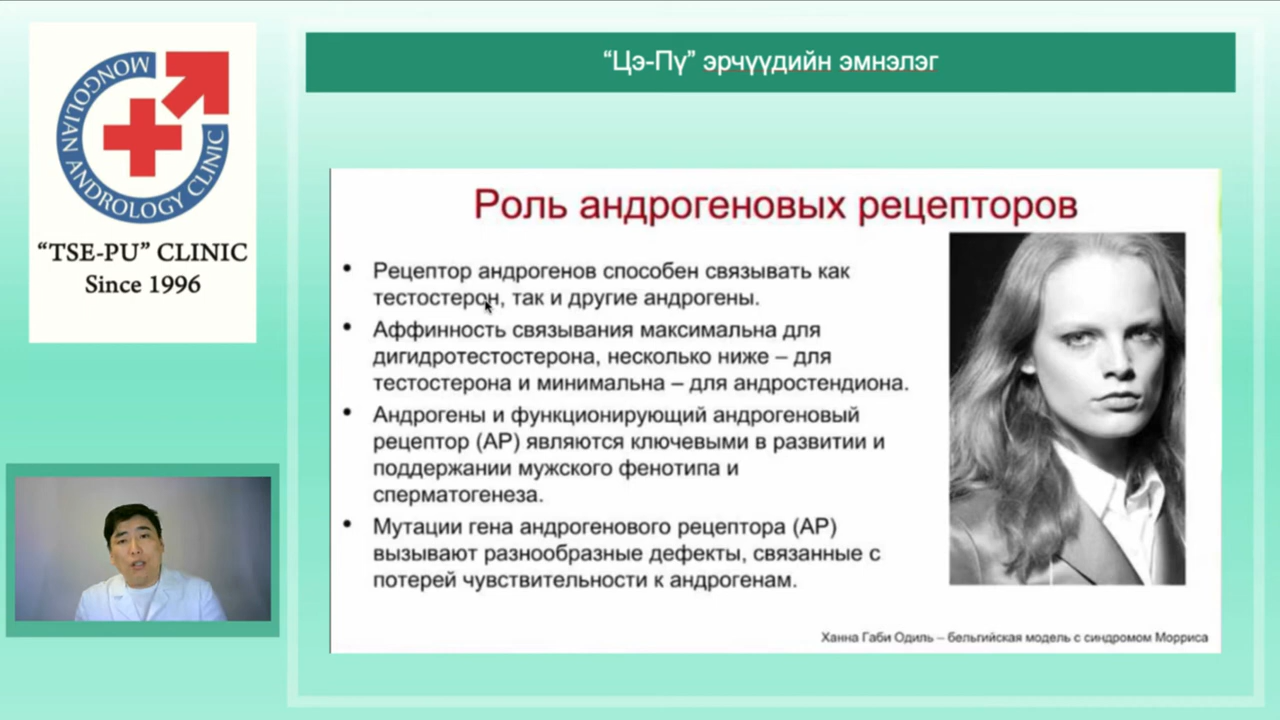 MONGOLIAN ANDROLOGY CLINIC
“TSE-PU” CLINIC
Since 1996
“Цэ-Пү” эрчүүдийн эмнэлэг
Роль андрогеновых рецепторов
• Рецептор андрогенов способен связывать как
тестостерон, так и другие андрогены.
• Аффинность связывания максимальна для
дигидротестостерона, несколько ниже – для
тестостерона и минимальна – для андростендиона.
• Андрогены и функционирующий андрогеновый
рецептор (АР) являются ключевыми в развитии и
поддержании мужского фенотипа и
сперматогенеза.
• Мутации гена андрогенового рецептора (АР)
вызывают разнообразные дефекты, связанные с
потерей чувствительности к андрогенам.
Ханна Габи Одиль – бельгийская модель с синдромом Морриса